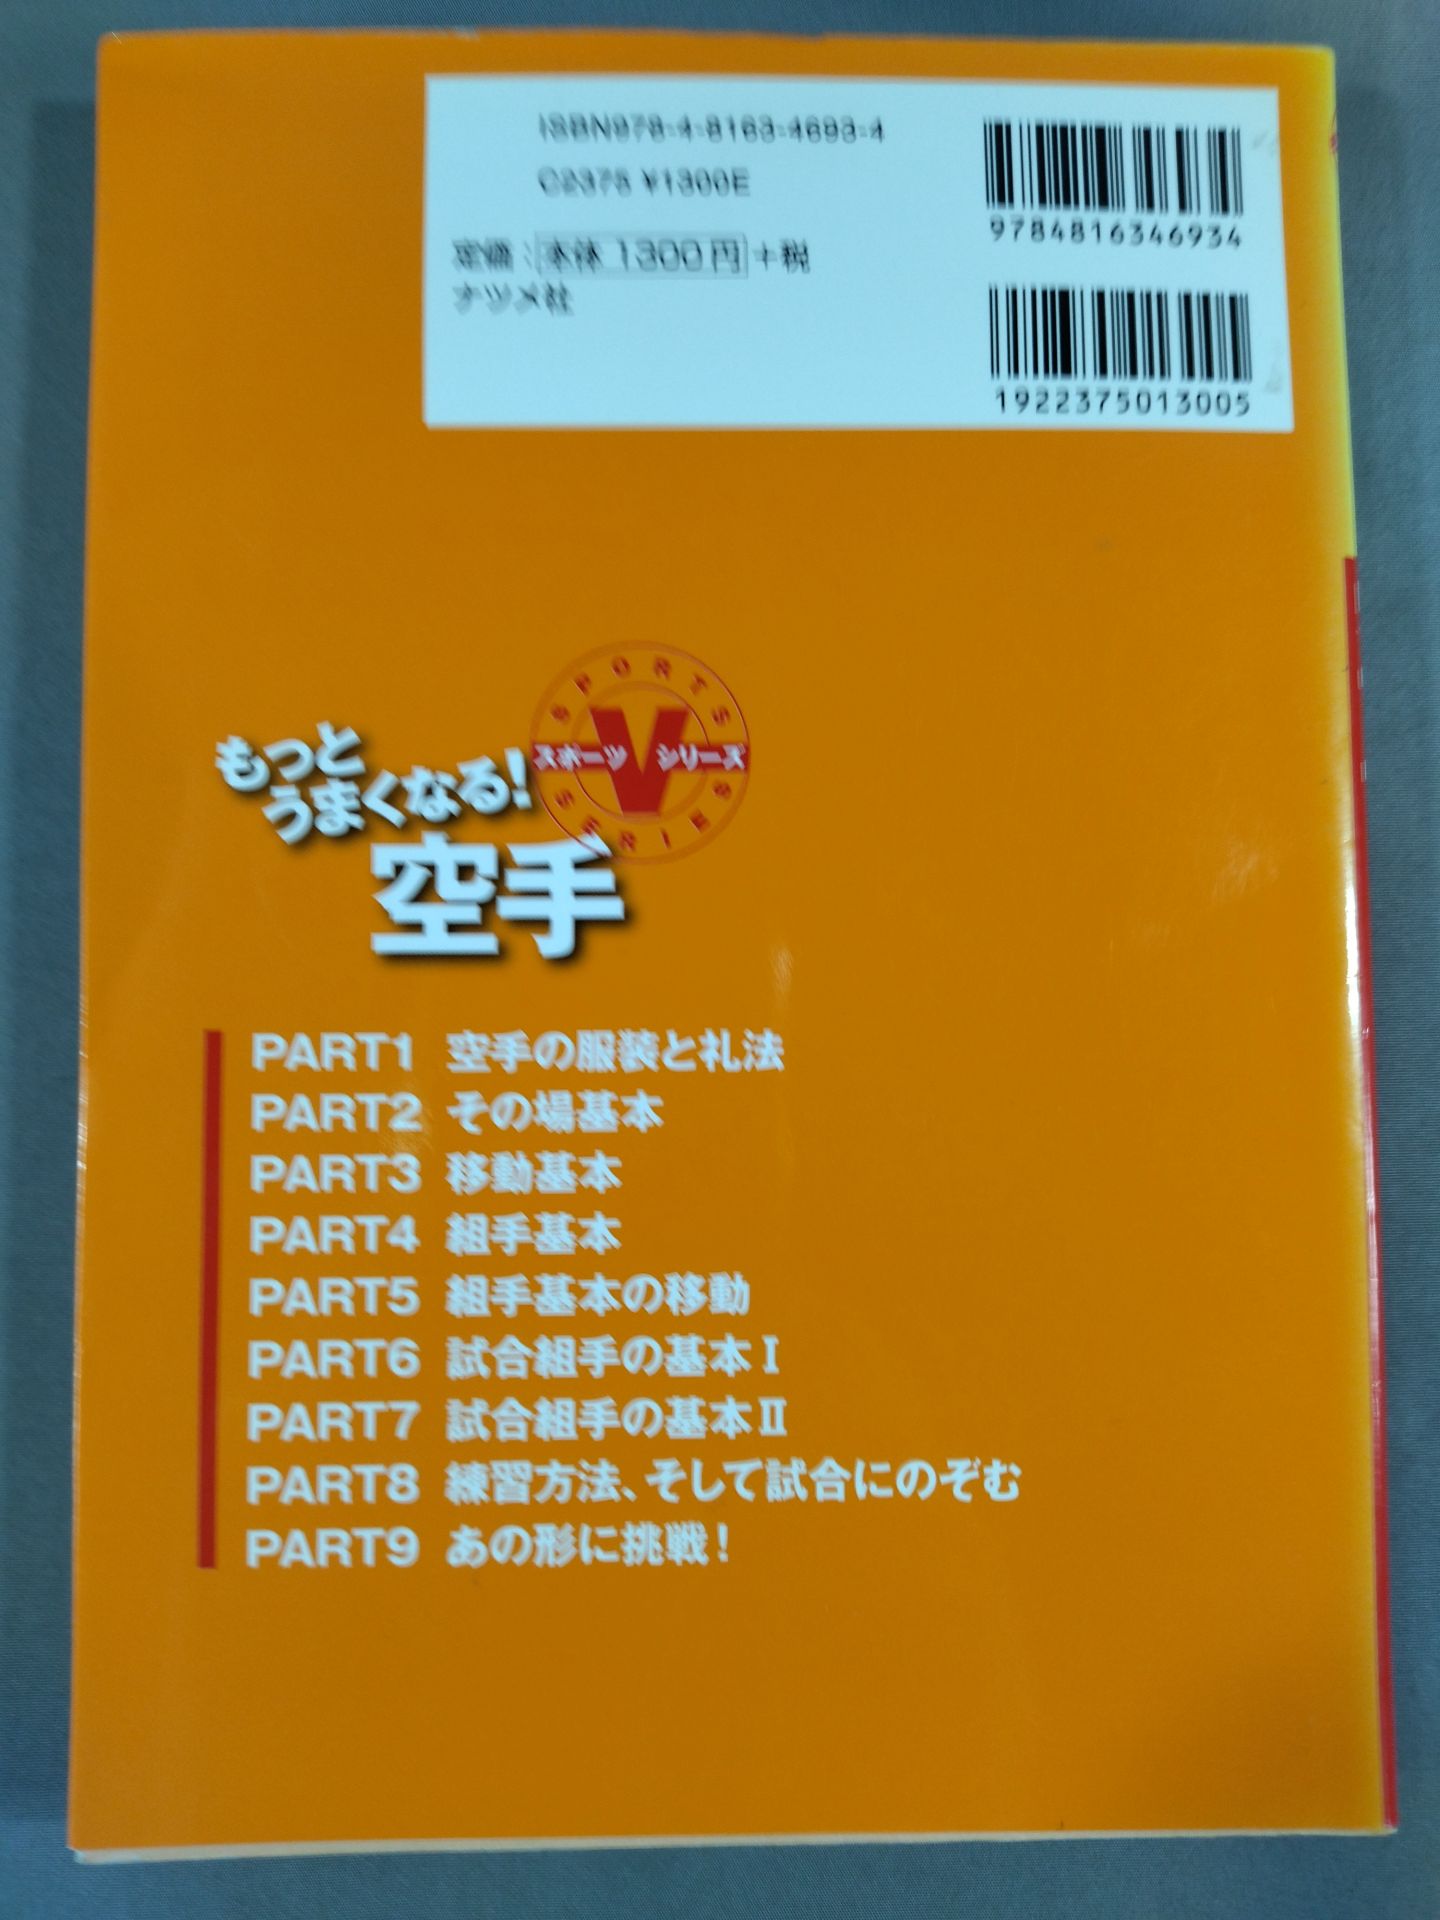 ISBN978-4-8163-4693-4
C2375 ¥1300E
定価：本体1300円+税
ナツメ社
9784816346934
1922375013005
SPORTS
スポーツ V シリーズ
SERIES
もっと
うまくなる!
空手
PART1 空手の服装と礼法
PART2 その場基本
PART3 移動基本
PART4 組手基本
PART5 組手基本の移動
PART6 試合組手の基本Ⅰ
PART7 試合組手の基本Ⅱ
PART8 練習方法、そして試合にのぞむ
PART9 あの形に挑戦!